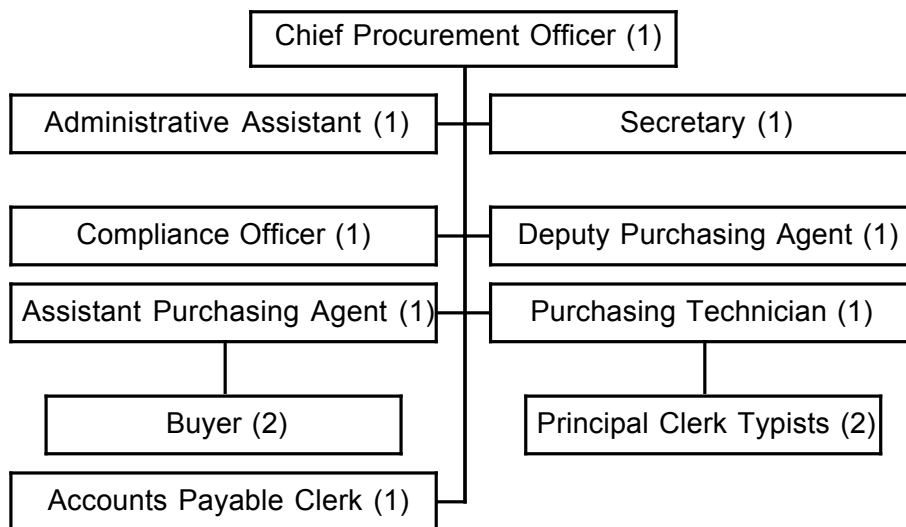 Chief Procurement Officer (1)
Administrative Assistant (1)
Secretary (1)
Compliance Officer (1)
Deputy Purchasing Agent (1)
Assistant Purchasing Agent (1)
Purchasing Technician (1)
Buyer (2)
Principal Clerk Typists (2)
Accounts Payable Clerk (1)